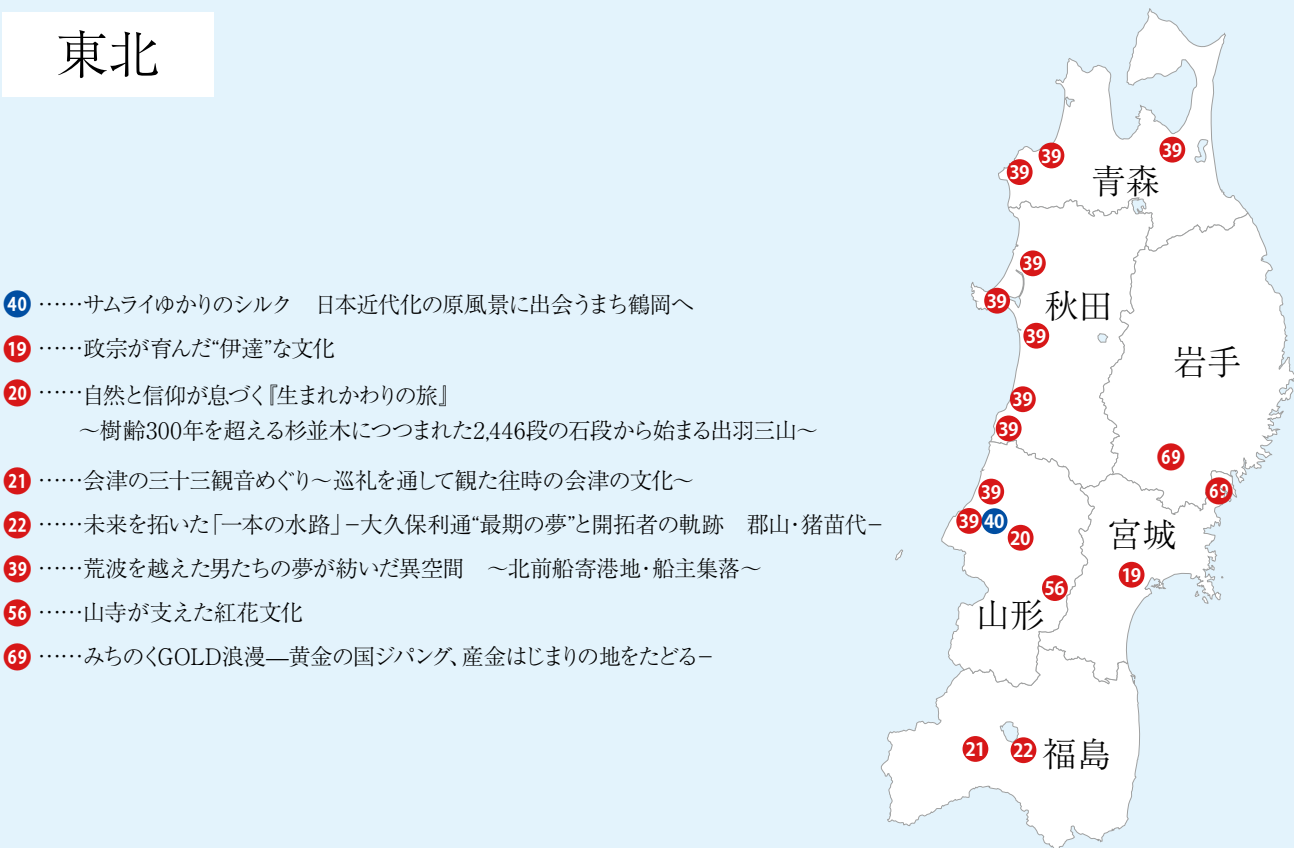 東北
40 ……サムライゆかりのシルク　日本近代化の原風景に出会うまち鶴岡へ
19 ……政宗が育んだ“伊達”な文化
20 ……自然と信仰が息づく『生まれかわりの旅』
～樹齢300年を超える杉並木につつまれた2,446段の石段から始まる出羽三山～
21 ……会津の三十三観音めぐり～巡礼を通して観た往時の会津の文化～
22 ……未来を拓いた「一本の水路」−大久保利通“最期の夢”と開拓者の軌跡　郡山・猪苗代−
39 ……荒波を越えた男たちの夢が紡いだ異空間　～北前船寄港地・船主集落～
56 ……山寺が支えた紅花文化
69 ……みちのくGOLD浪漫—黄金の国ジパング、産金はじまりの地をたどる−
39
39
39
青森
39
39
秋田
39
岩手
39
39
69
39
69
39
40
20
宮城
19
56
山形
21
22
福島